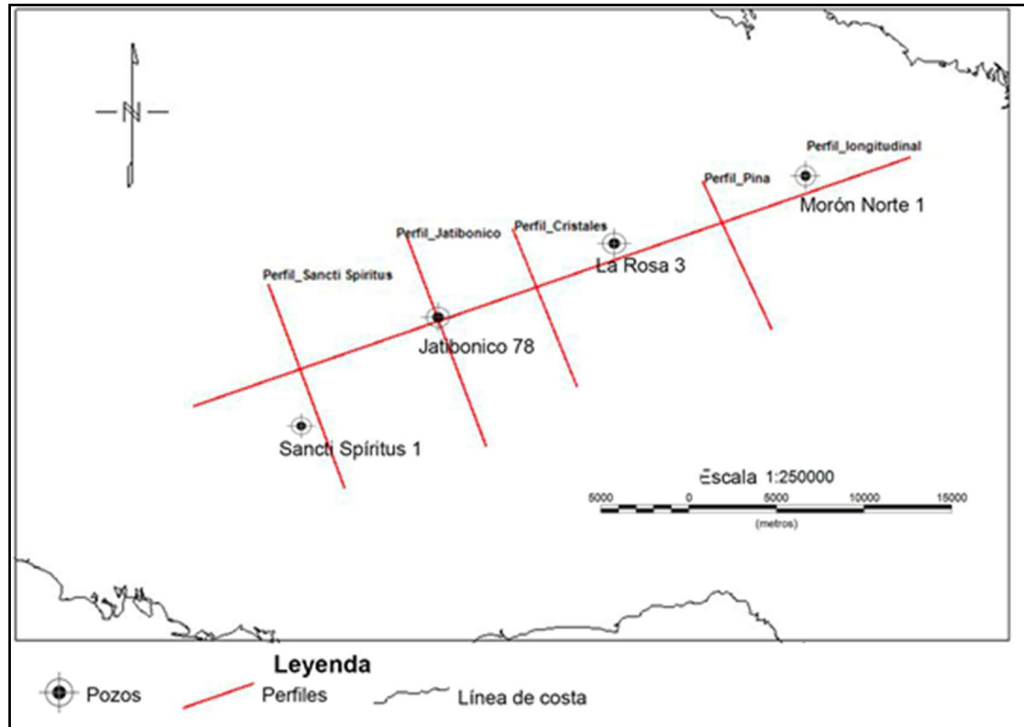 N
Perfil_longitudinal
Perfil_Pina
Morón Norte 1
Perfil_Cristales
Perfil_Jatibonico
La Rosa 3
Perfil_Sancti Spiritus
Jatibonico 78
Sancti Spíritus 1
Escala 1:250000
5000 0 5000 10000 15000
(metros)
Leyenda
Pozos
Perfiles
Línea de costa